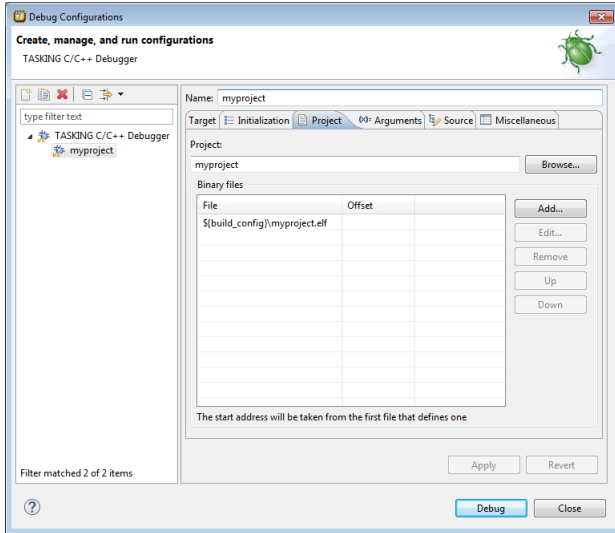 Debug Configurations
Create, manage, and run configurations
TASKING C/C++ Debugger
type filter text
TASKING C/C++ Debugger
myproject
Filter matched 2 of 2 items
Name: myproject
Target Initialization Project (x)= Arguments Source Miscellaneous
Project:
myproject Browse...
Binary files
File Offset
${build_config}\myproject.elf
Add...
Edit...
Remove
Up
Down
The start address will be taken from the first file that defines one
Apply Revert
? Debug Close